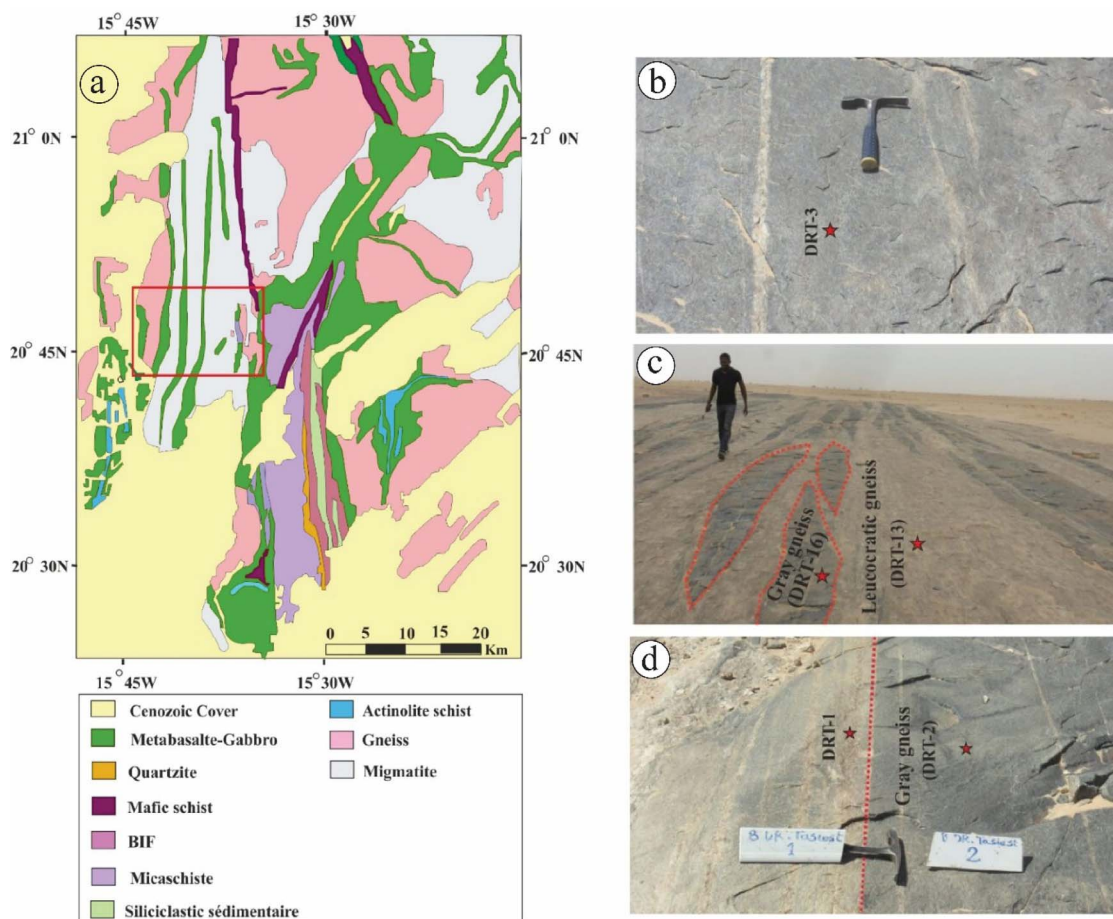 15° 45W
15° 30W
a
21° 0N
21° 0N
20° 45N
20° 45N
20° 30N
20° 30N
0 5 10 15 20
Km
15° 45W
15° 30W
Cenozoic Cover
Metabasalte-Gabbro
Quartzite
Mafic schist
BIF
Micaschiste
Siliciclastic sédimentaire
Actinolite schist
Gneiss
Migmatite
b
DRT-3
c
Gray gneiss
(DRT-16)
Leucocratic gneiss
(DRT-13)
d
DRT-1
Gray gneiss
(DRT-2)
1
2